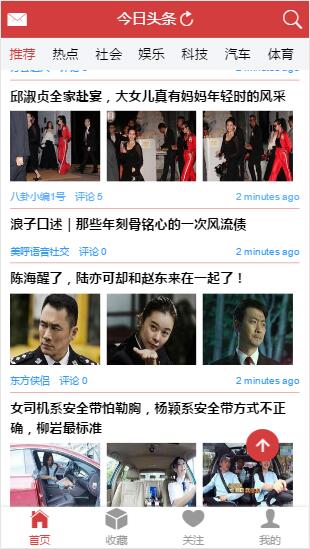 今日头条
推荐 热点 社会 娱乐 科技 汽车 体育
2 minutes ago
邱淑贞全家赴宴，大女儿真有妈妈年轻时的风采
八卦小编1号 评论 5 2 minutes ago
浪子口述｜那些年刻骨铭心的一次风流债
美呼语音社交 评论 0 2 minutes ago
陈海醒了，陆亦可却和赵东来在一起了！
东方侠侣 评论 0 2 minutes ago
女司机系安全带怕勒胸，杨颖系安全带方式不正
确，柳岩最标准
首页 收藏 关注 我的